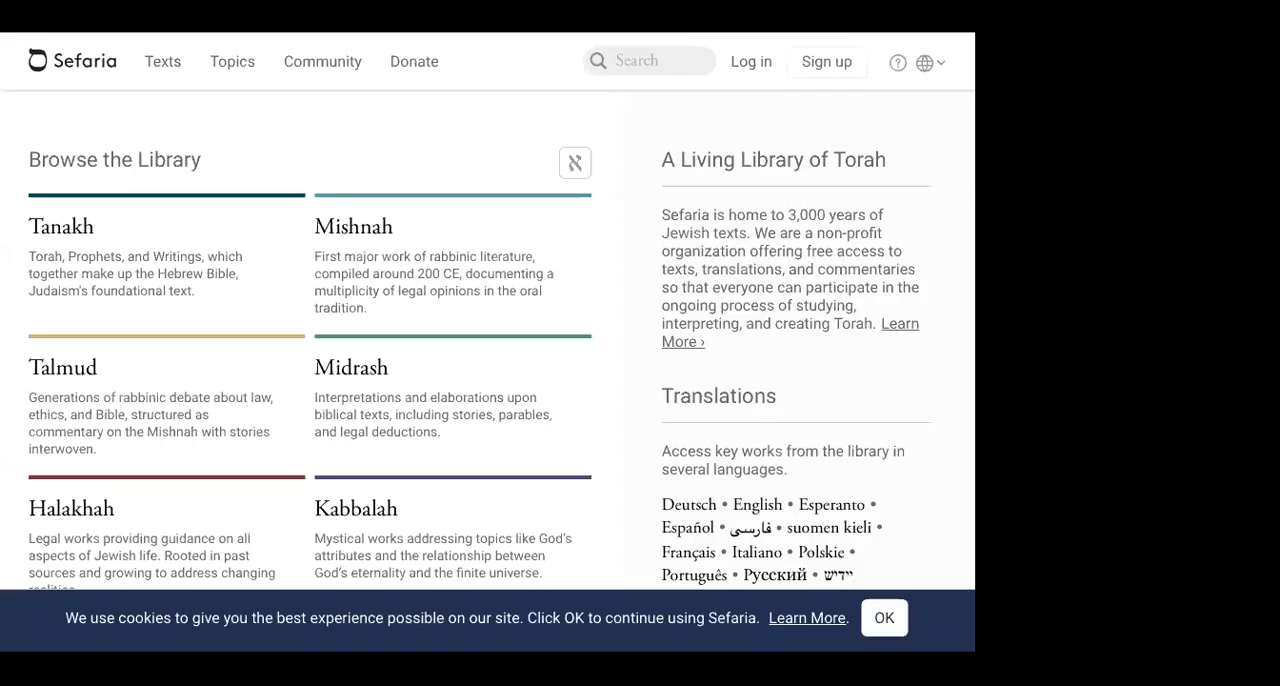 Sefaria Texts Topics Community Donate Search Log in Sign up
Browse the Library א
Tanakh
Torah, Prophets, and Writings, which
together make up the Hebrew Bible,
Judaism's foundational text.
Mishnah
First major work of rabbinic literature,
compiled around 200 CE, documenting a
multiplicity of legal opinions in the oral
tradition.
Talmud
Generations of rabbinic debate about law,
ethics, and Bible, structured as
commentary on the Mishnah with stories
interwoven.
Midrash
Interpretations and elaborations upon
biblical texts, including stories, parables,
and legal deductions.
Halakhah
Legal works providing guidance on all
aspects of Jewish life. Rooted in past
sources and growing to address changing
Kabbalah
Mystical works addressing topics like God's
attributes and the relationship between
God's eternality and the finite universe.
A Living Library of Torah
Sefaria is home to 3,000 years of
Jewish texts. We are a non-profit
organization offering free access to
texts, translations, and commentaries
so that everyone can participate in the
ongoing process of studying,
interpreting, and creating Torah. Learn
More ›
Translations
Access key works from the library in
several languages.
Deutsch • English • Esperanto •
Español • فارسی • suomen kieli •
Français • Italiano • Polskie •
Português • Русский • יידיש
We use cookies to give you the best experience possible on our site. Click OK to continue using Sefaria. Learn More. OK